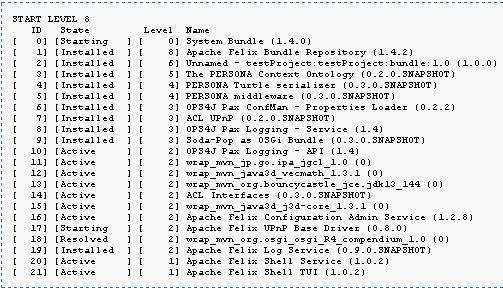 START LEVEL 8
ID State Level Name
[ 0] [Starting ] [ 0] System Bundle (1.4.0)
[ 1] [Installed ] [ 8] Apache Felix Bundle Repository (1.4.2)
[ 2] [Installed ] [ 6] Unnamed - testProject:testProject:bundle:1.0 (1.0.0)
[ 3] [Installed ] [ 5] The PERSONA Context Ontology (0.2.0.SNAPSHOT)
[ 4] [Installed ] [ 4] PERSONA Turtle serializer (0.3.0.SNAPSHOT)
[ 5] [Installed ] [ 4] PERSONA middleware (0.3.0.SNAPSHOT)
[ 6] [Installed ] [ 3] OPS4J Pax ConfMan - Properties Loader (0.2.2)
[ 7] [Installed ] [ 3] ACL UPnP (0.2.0.SNAPSHOT)
[ 8] [Installed ] [ 3] OPS4J Pax Logging - Service (1.4)
[ 9] [Installed ] [ 3] Soda-Pop as OSGi Bundle (0.3.0.SNAPSHOT)
[ 10] [Active ] [ 2] OPS4J Pax Logging - API (1.4)
[ 11] [Active ] [ 2] wrap_mvn_jp.go.ipa_jgcl_1.0 (0)
[ 12] [Active ] [ 2] wrap_mvn_java3d_vecmath_1.3.1 (0)
[ 13] [Active ] [ 2] wrap_mvn_org.bouncycastle_jce.jdk13_144 (0)
[ 14] [Active ] [ 2] ACL Interfaces (0.3.0.SNAPSHOT)
[ 15] [Active ] [ 2] wrap_mvn_java3d_j3d-core_1.3.1 (0)
[ 16] [Active ] [ 2] Apache Felix Configuration Admin Service (1.2.8)
[ 17] [Starting ] [ 2] Apache Felix UPnP Base Driver (0.8.0)
[ 18] [Resolved ] [ 2] wrap_mvn_org.osgi_osgi_R4_compendium_1.0 (0)
[ 19] [Installed ] [ 2] Apache Felix Log Service (0.9.0.SNAPSHOT)
[ 20] [Active ] [ 1] Apache Felix Shell Service (1.0.2)
[ 21] [Active ] [ 1] Apache Felix Shell TUI (1.0.2)